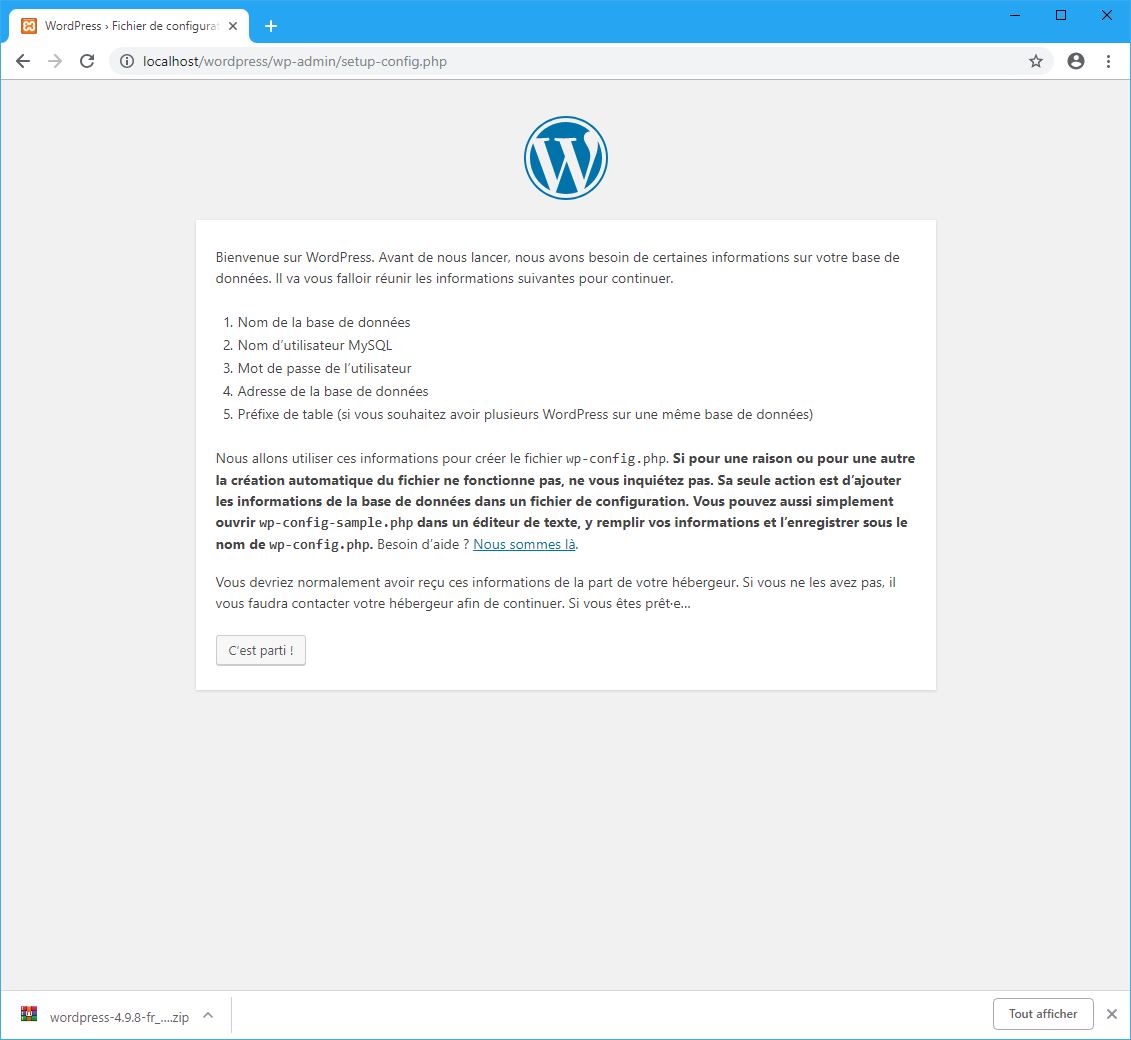 WordPress › Fichier de configurat
localhost/wordpress/wp-admin/setup-config.php
Bienvenue sur WordPress. Avant de nous lancer, nous avons besoin de certaines informations sur votre base de
données. Il va vous falloir réunir les informations suivantes pour continuer.
1. Nom de la base de données
2. Nom d’utilisateur MySQL
3. Mot de passe de l’utilisateur
4. Adresse de la base de données
5. Préfixe de table (si vous souhaitez avoir plusieurs WordPress sur une même base de données)
Nous allons utiliser ces informations pour créer le fichier wp-config.php. Si pour une raison ou pour une autre
la création automatique du fichier ne fonctionne pas, ne vous inquiétez pas. Sa seule action est d’ajouter
les informations de la base de données dans un fichier de configuration. Vous pouvez aussi simplement
ouvrir wp-config-sample.php dans un éditeur de texte, y remplir vos informations et l’enregistrer sous le
nom de wp-config.php. Besoin d’aide ? Nous sommes là.
Vous devriez normalement avoir reçu ces informations de la part de votre hébergeur. Si vous ne les avez pas, il
vous faudra contacter votre hébergeur afin de continuer. Si vous êtes prêt·e…
C’est parti !
wordpress-4.9.8-fr_....zip
Tout afficher